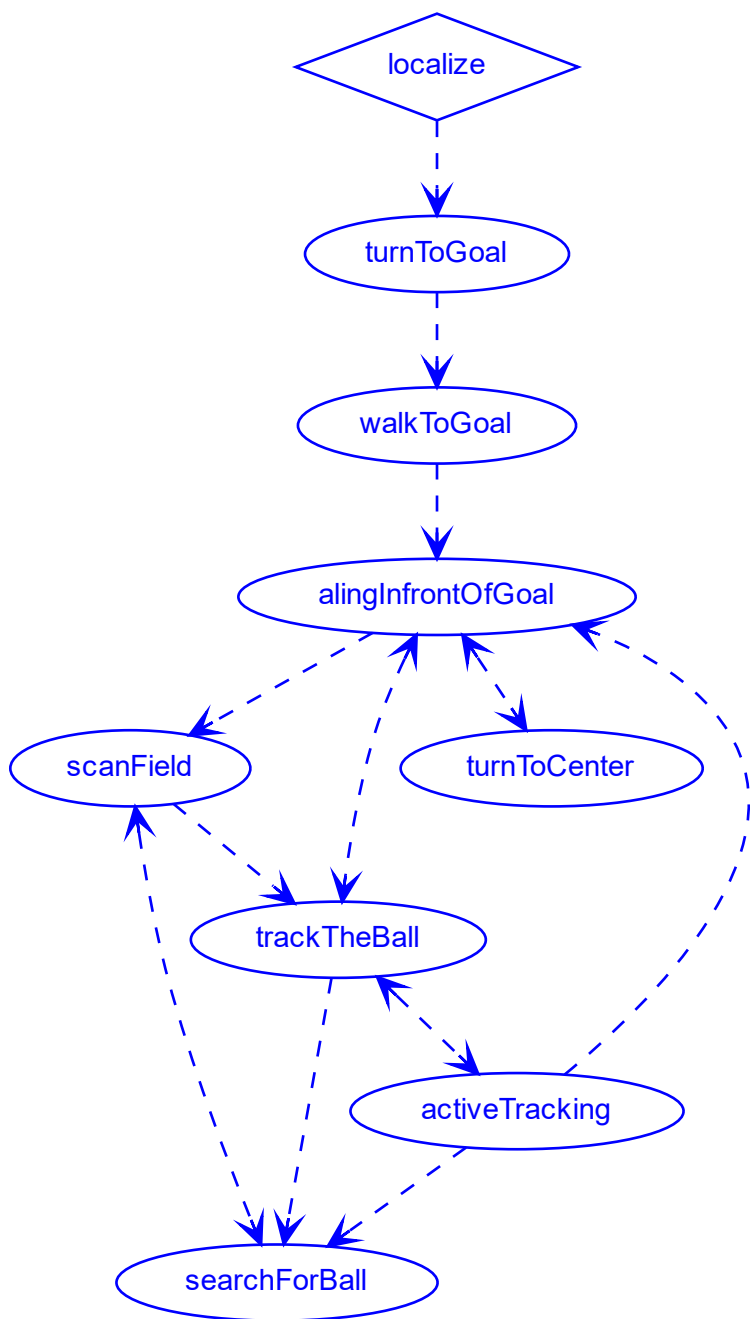 localize
turnToGoal
walkToGoal
alingInfrontOfGoal
scanField
turnToCenter
trackTheBall
activeTracking
searchForBall